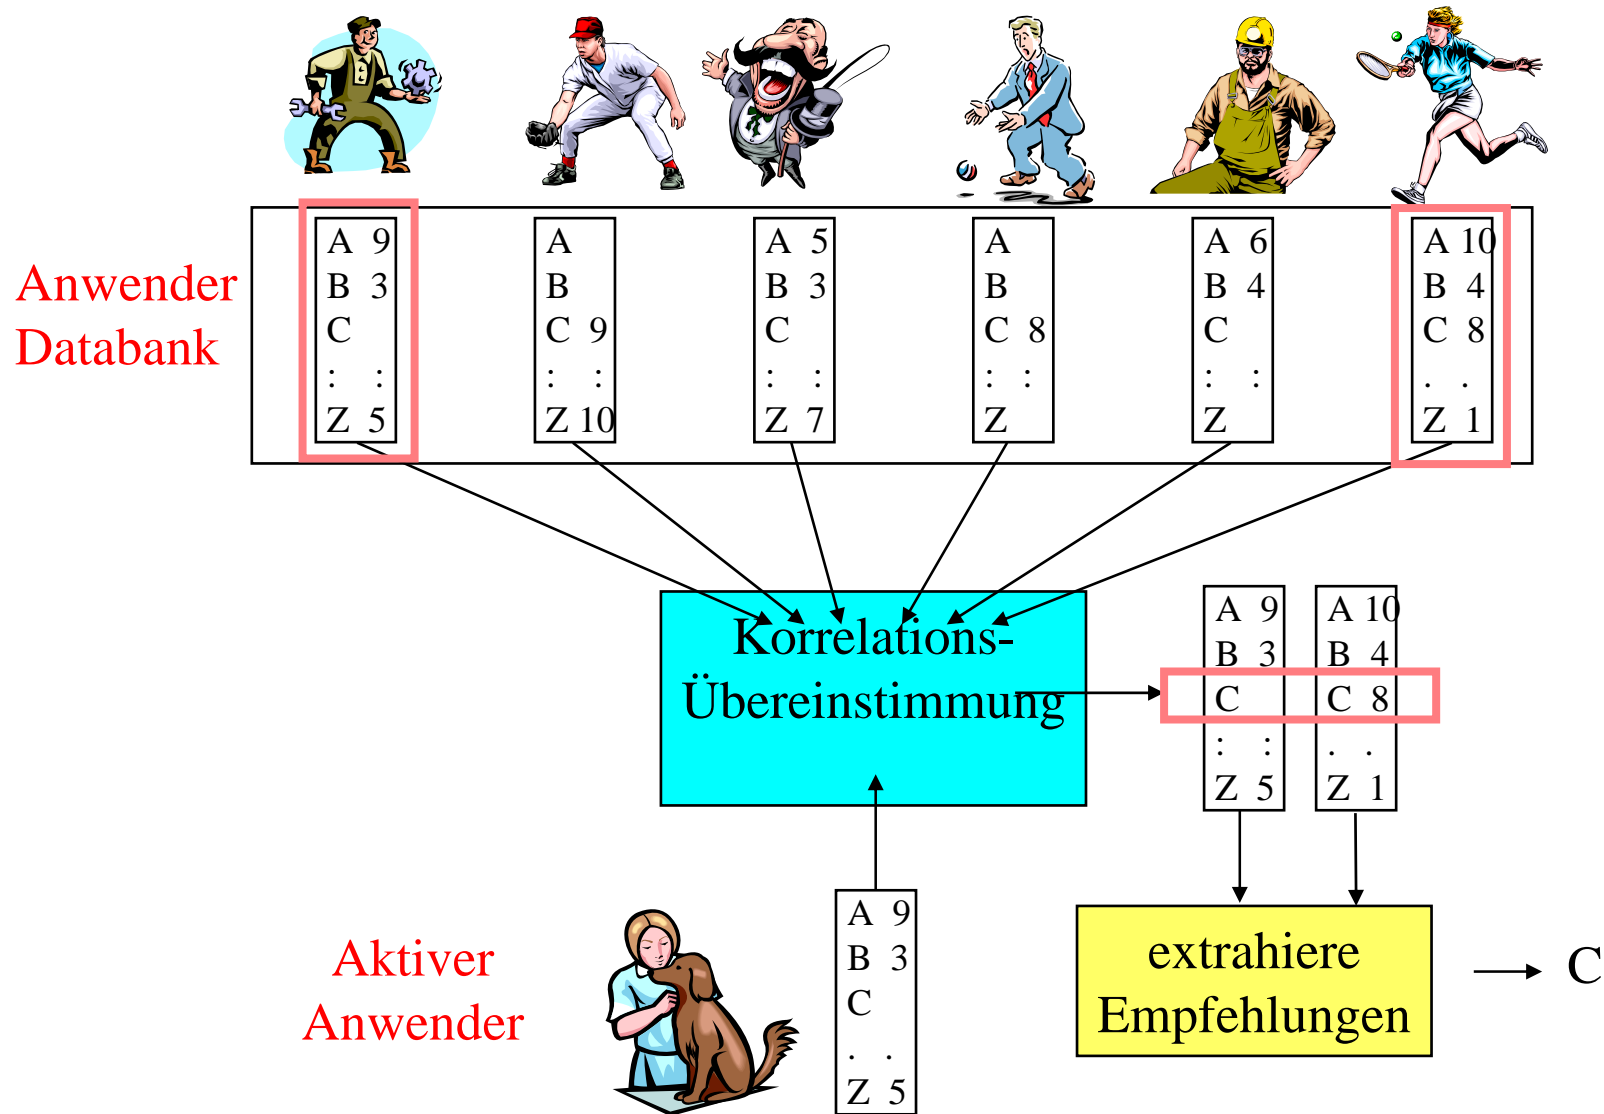 Anwender
Databank
A 9
B 3
C
: :
Z 5
A
B
C 9
: :
Z 10
A 5
B 3
C
: :
Z 7
A
B
C 8
: :
Z
A 6
B 4
C
: :
Z
A 10
B 4
C 8
. .
Z 1
Korrelations-
Übereinstimmung
A 9
B 3
C
: :
Z 5
A 10
B 4
C 8
. .
Z 1
Aktiver
Anwender
A 9
B 3
C
. .
Z 5
extrahiere
Empfehlungen
C